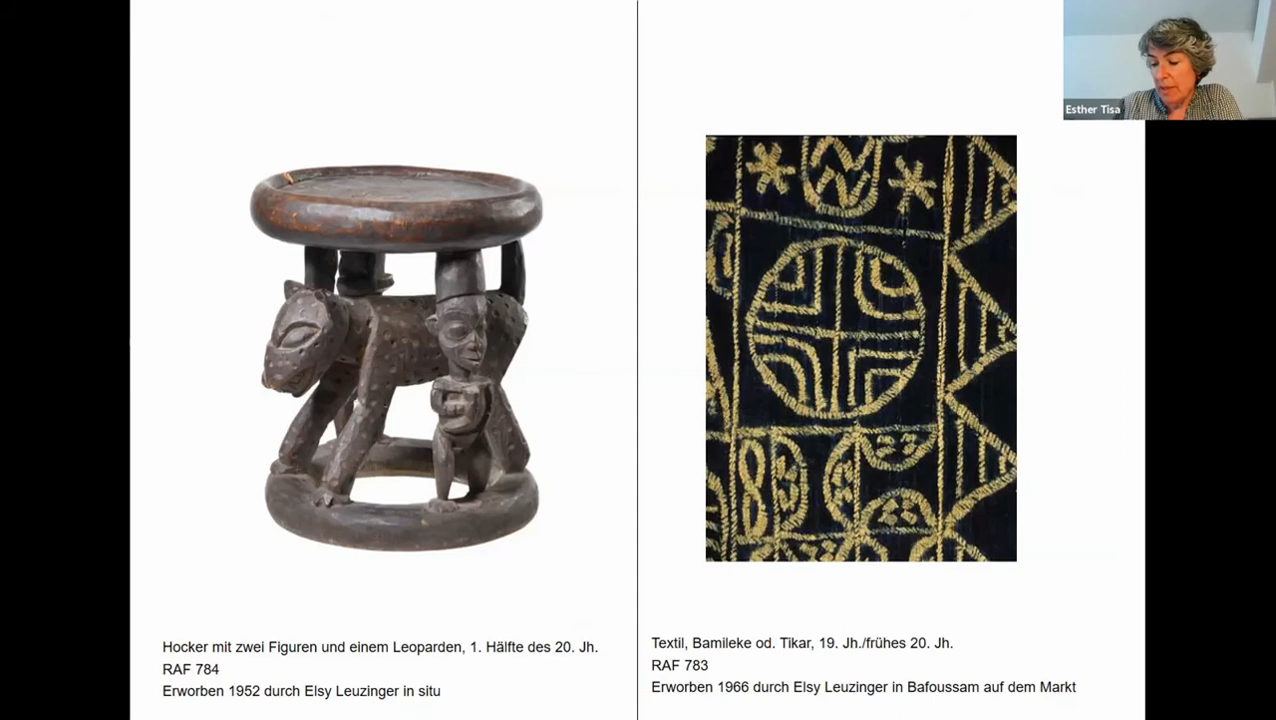 Esther Tisa
Hocker mit zwei Figuren und einem Leoparden, 1. Hälfte des 20. Jh.
RAF 784
Erworben 1952 durch Elsy Leuzinger in situ
Textil, Bamileke od. Tikar, 19. Jh./frühes 20. Jh.
RAF 783
Erworben 1966 durch Elsy Leuzinger in Bafoussam auf dem Markt